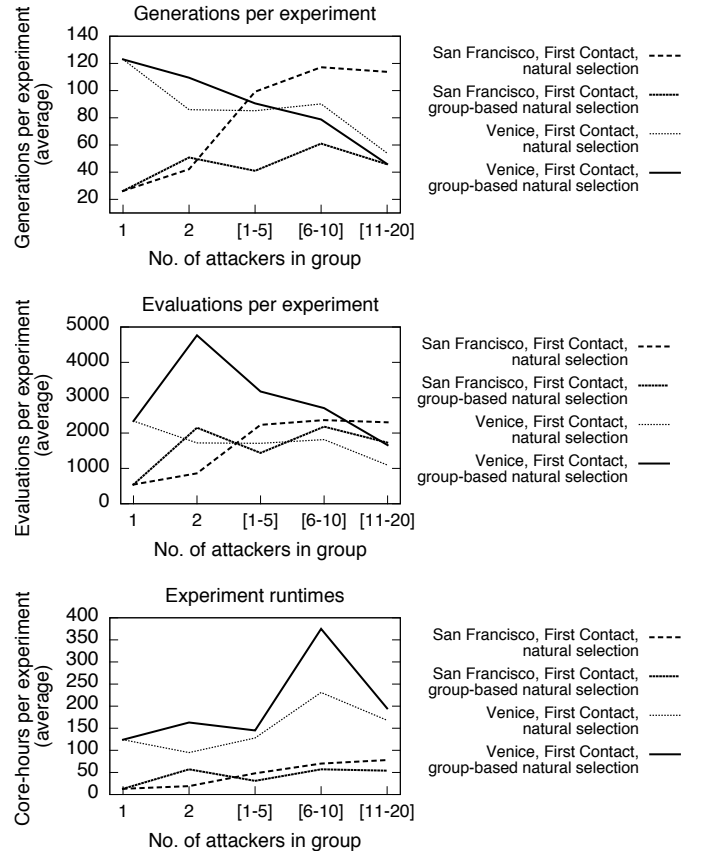 Generations per experiment
Generations per experiment
(average)
140
120
100
80
60
40
20
1 2 [1-5] [6-10] [11-20]
No. of attackers in group
San Francisco, First Contact,
natural selection
San Francisco, First Contact,
group-based natural selection
Venice, First Contact,
natural selection
Venice, First Contact,
group-based natural selection
Evaluations per experiment
Evaluations per experiment
(average)
5000
4000
3000
2000
1000
0
1 2 [1-5] [6-10] [11-20]
No. of attackers in group
San Francisco, First Contact,
natural selection
San Francisco, First Contact,
group-based natural selection
Venice, First Contact,
natural selection
Venice, First Contact,
group-based natural selection
Experiment runtimes
Core-hours per experiment
(average)
400
350
300
250
200
150
100
50
0
1 2 [1-5] [6-10] [11-20]
No. of attackers in group
San Francisco, First Contact,
natural selection
San Francisco, First Contact,
group-based natural selection
Venice, First Contact,
natural selection
Venice, First Contact,
group-based natural selection